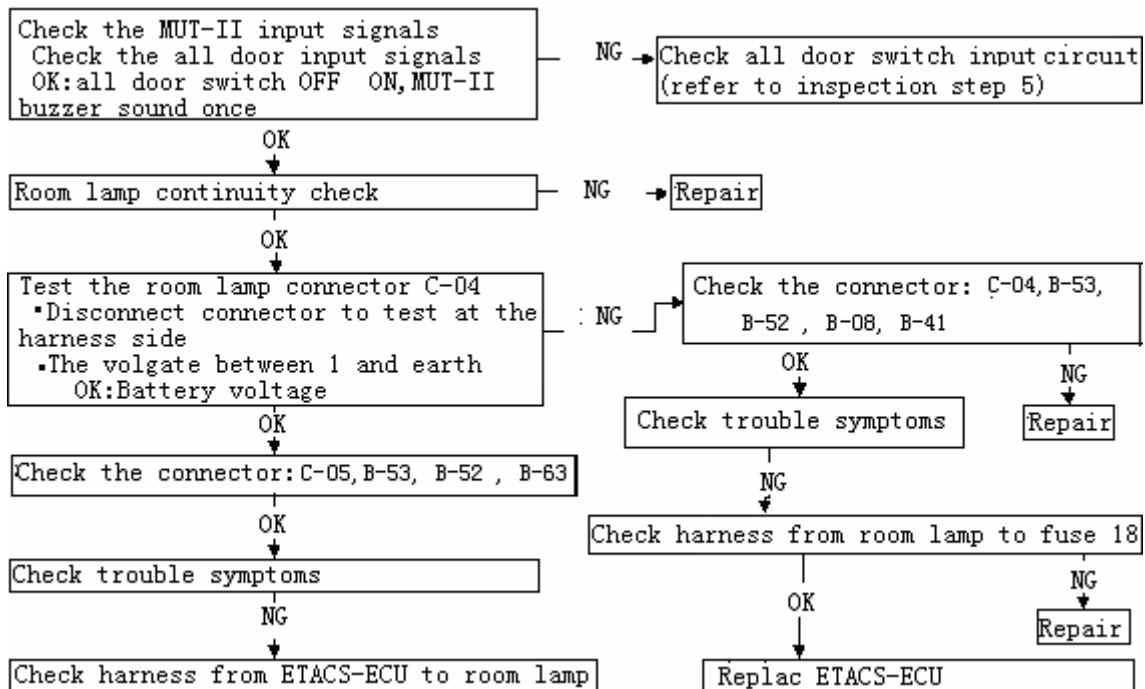 Check the MUT-II input signals
Check the all door input signals
OK:all door switch OFF ON,MUT-II
buzzer sound once
NG
Check all door switch input circuit
(refer to inspection step 5)
OK
Room lamp continuity check
NG
Repair
OK
Test the room lamp connector C-04
▪Disconnect connector to test at the
harness side
▪The volgate between 1 and earth
OK:Battery voltage
: NG
Check the connector: C-04,B-53,
B-52 , B-08, B-41
OK
NG
Check trouble symptoms
Repair
OK
Check the connector:C-05,B-53, B-52 , B-63
NG
Check harness from room lamp to fuse 18
OK
Check trouble symptoms
OK
NG
Repair
NG
Check harness from ETACS-ECU to room lamp
Replac ETACS-ECU